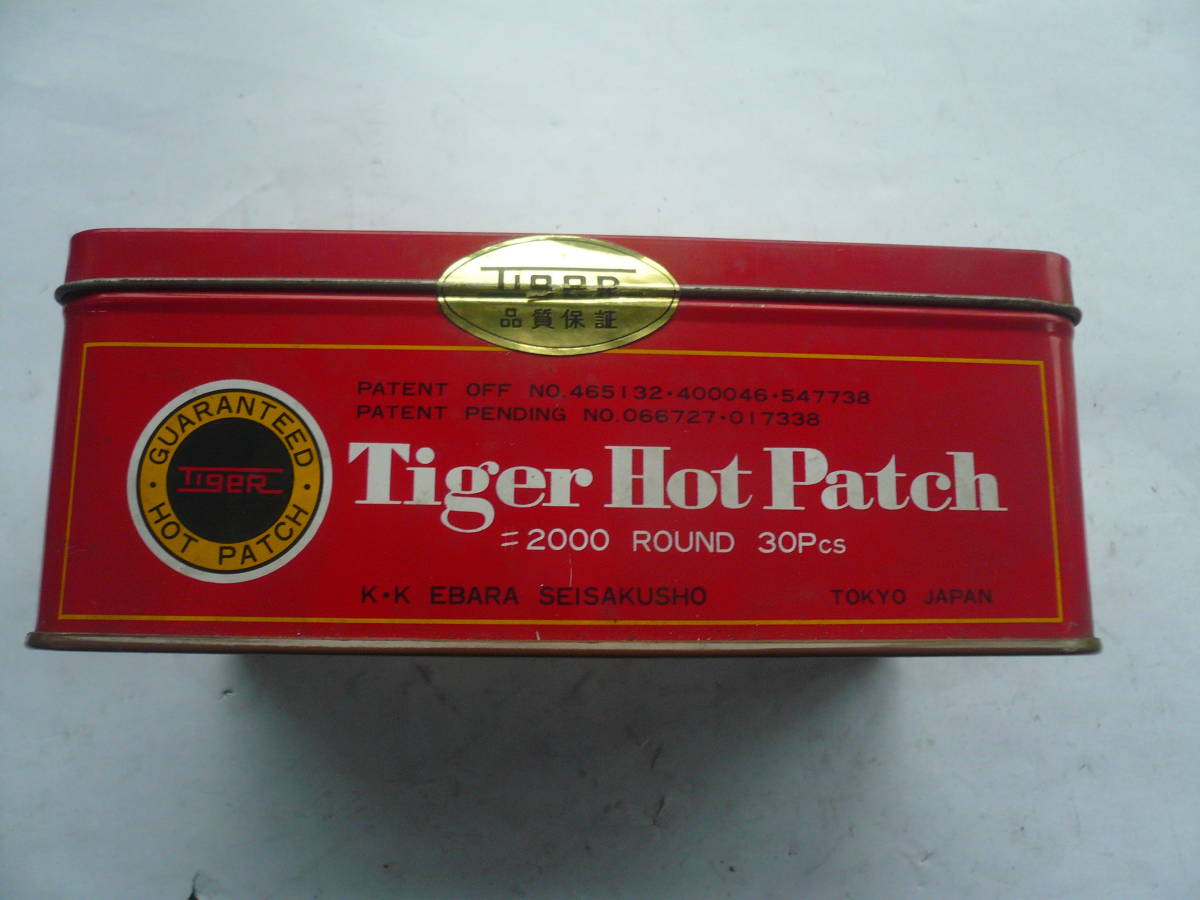 Tiger
品質保証
PATENT OFF NO.465132・400046・547738
PATENT PENDING NO.066727・017338
GUARANTEED
Tiger
HOT PATCH
Tiger Hot Patch
=2000 ROUND 30Pcs
K・K EBARA SEISAKUSHO TOKYO JAPAN